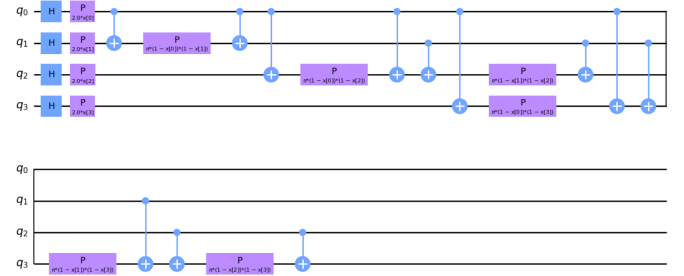 q₀ H P
2.0*x[0]
q₁ H P P
2.0*x[1] π*(1 − x[0])*(1 − x[1])
q₂ H P P P
2.0*x[2] π*(1 − x[0])*(1 − x[2]) π*(1 − x[1])*(1 − x[2])
q₃ H P P
2.0*x[3] π*(1 − x[0])*(1 − x[3])
q₀
q₁
q₂
q₃ P P
π*(1 − x[1])*(1 − x[3]) π*(1 − x[2])*(1 − x[3])